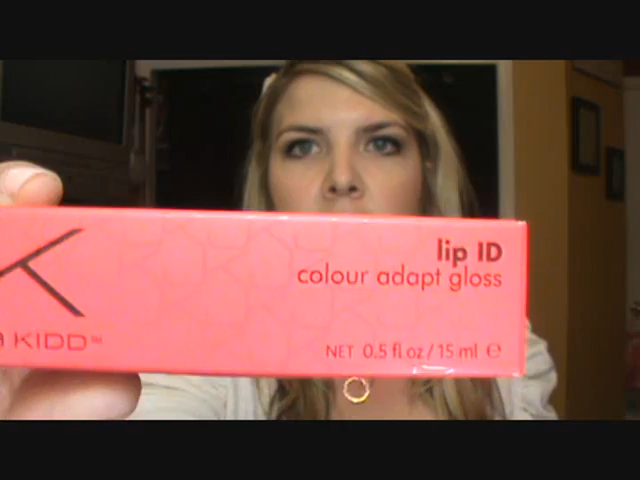 lip ID
colour adapt gloss
K
KIDD™
NET 0.5 fl oz / 15 ml ℮